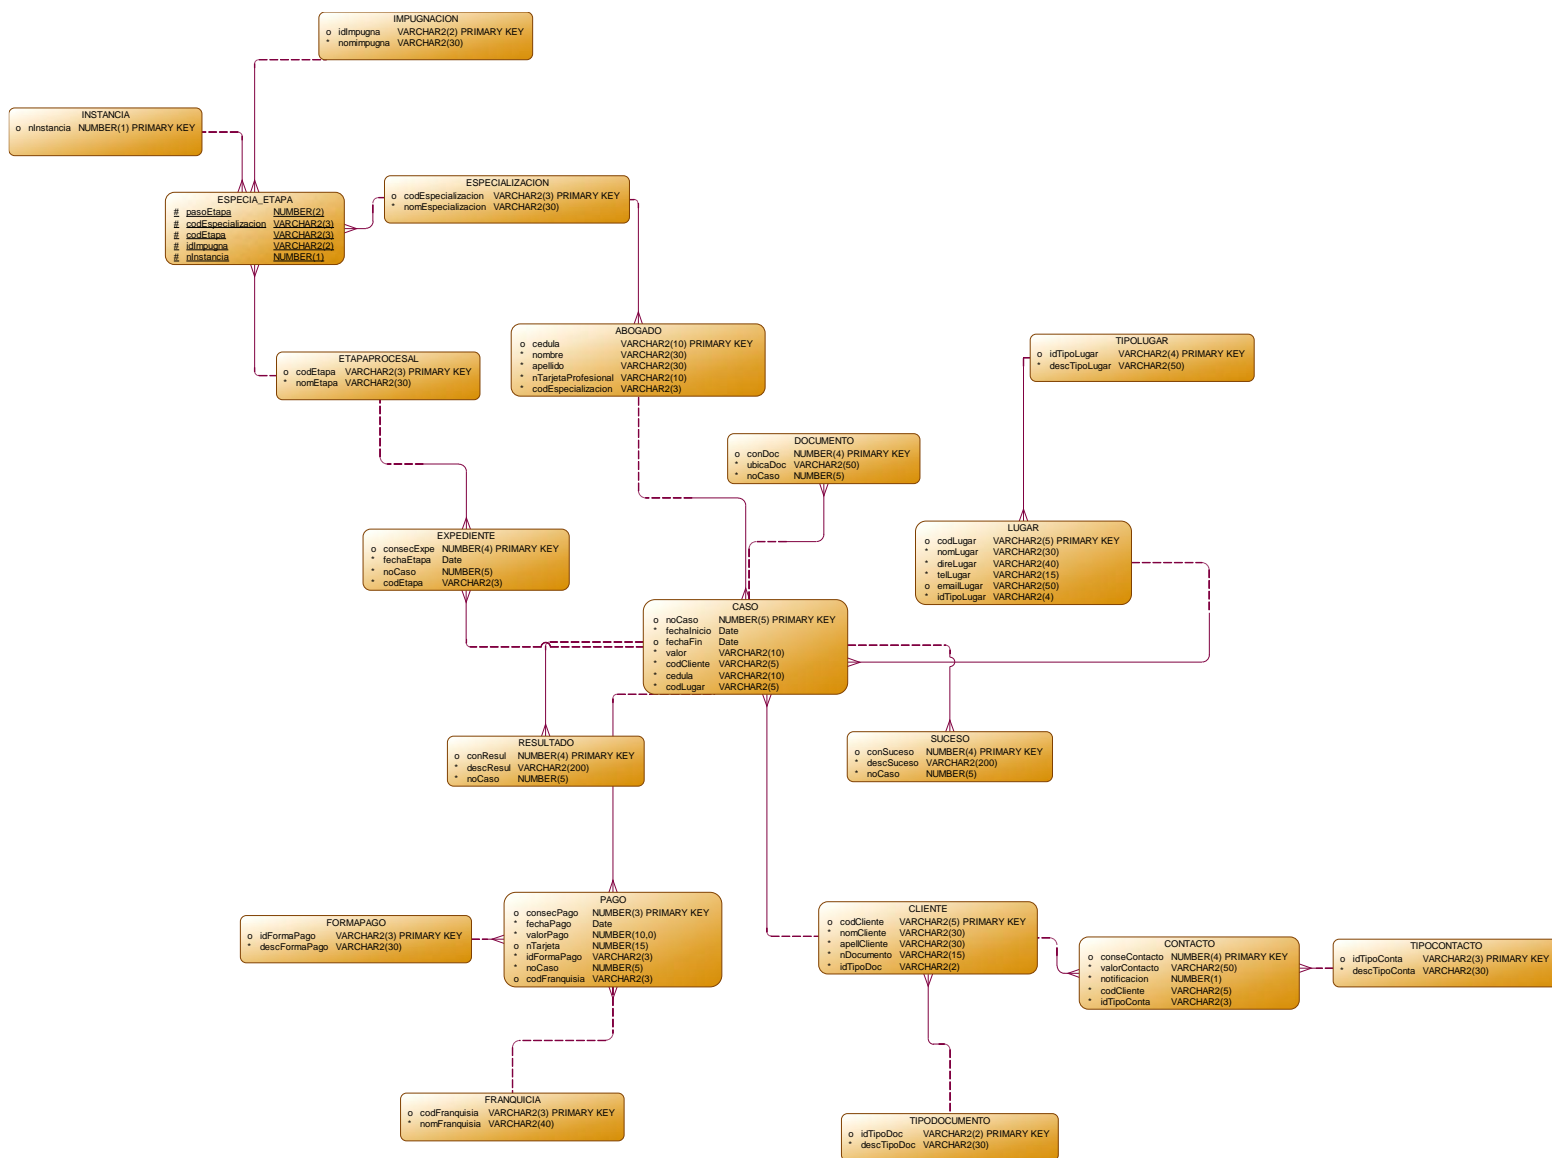 IMPUGNACION
o idImpugna VARCHAR2(2) PRIMARY KEY
* nomimpugna VARCHAR2(30)
INSTANCIA
o nInstancia NUMBER(1) PRIMARY KEY
ESPECIALIZACION
o codEspecializacion VARCHAR2(3) PRIMARY KEY
* nomEspecializacion VARCHAR2(30)
ESPECIA_ETAPA
# pasoEtapa NUMBER(2)
# codEspecializacion VARCHAR2(3)
# codEtapa VARCHAR2(3)
# idImpugna VARCHAR2(2)
# nInstancia NUMBER(1)
ABOGADO
o cedula VARCHAR2(10) PRIMARY KEY
* nombre VARCHAR2(30)
* apellido VARCHAR2(30)
* nTarjetaProfesional VARCHAR2(10)
* codEspecializacion VARCHAR2(3)
TIPOLUGAR
o idTipoLugar VARCHAR2(4) PRIMARY KEY
* descTipoLugar VARCHAR2(50)
ETAPAPROCESAL
o codEtapa VARCHAR2(3) PRIMARY KEY
* nomEtapa VARCHAR2(30)
DOCUMENTO
o conDoc NUMBER(4) PRIMARY KEY
* ubicaDoc VARCHAR2(50)
* noCaso NUMBER(5)
LUGAR
o codLugar VARCHAR2(5) PRIMARY KEY
* nomLugar VARCHAR2(30)
* direLugar VARCHAR2(40)
* telLugar VARCHAR2(15)
o emailLugar VARCHAR2(50)
* idTipoLugar VARCHAR2(4)
EXPEDIENTE
o consecExpe NUMBER(4) PRIMARY KEY
* fechaEtapa Date
* noCaso NUMBER(5)
* codEtapa VARCHAR2(3)
CASO
o noCaso NUMBER(5) PRIMARY KEY
* fechaInicio Date
o fechaFin Date
* valor VARCHAR2(10)
* codCliente VARCHAR2(5)
* cedula VARCHAR2(10)
* codLugar VARCHAR2(5)
RESULTADO
o conResul NUMBER(4) PRIMARY KEY
* descResul VARCHAR2(200)
* noCaso NUMBER(5)
SUCESO
o conSuceso NUMBER(4) PRIMARY KEY
* descSuceso VARCHAR2(200)
* noCaso NUMBER(5)
PAGO
o consecPago NUMBER(3) PRIMARY KEY
* fechaPago Date
* valorPago NUMBER(10,0)
o nTarjeta NUMBER(15)
* idFormaPago VARCHAR2(3)
* noCaso NUMBER(5)
o codFranquisia VARCHAR2(3)
FORMAPAGO
o idFormaPago VARCHAR2(3) PRIMARY KEY
* descFormaPago VARCHAR2(30)
CLIENTE
o codCliente VARCHAR2(5) PRIMARY KEY
* nomCliente VARCHAR2(30)
* apellCliente VARCHAR2(30)
* nDocumento VARCHAR2(15)
* idTipoDoc VARCHAR2(2)
CONTACTO
o conseContacto NUMBER(4) PRIMARY KEY
* valorContacto VARCHAR2(50)
* notificacion NUMBER(1)
* codCliente VARCHAR2(5)
* idTipoConta VARCHAR2(3)
TIPOCONTACTO
o idTipoConta VARCHAR2(3) PRIMARY KEY
* descTipoConta VARCHAR2(30)
FRANQUICIA
o codFranquisia VARCHAR2(3) PRIMARY KEY
* nomFranquisia VARCHAR2(40)
TIPODOCUMENTO
o idTipoDoc VARCHAR2(2) PRIMARY KEY
* descTipoDoc VARCHAR2(30)